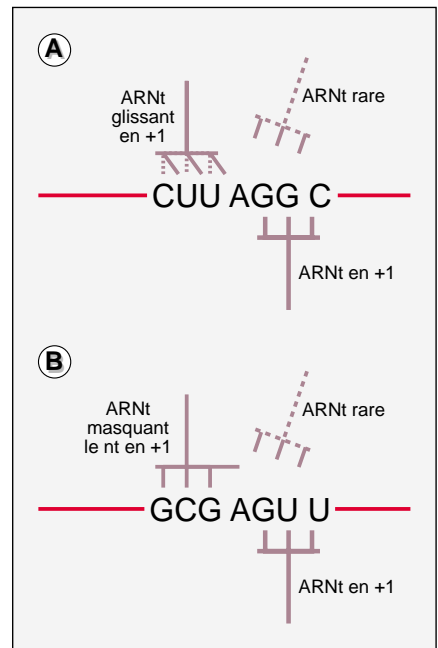 A
ARNt
glissant
en +1
ARNt rare
CUU AGG C
ARNt en +1
B
ARNt
masquant
le nt en +1
ARNt rare
GCG AGU U
ARNt en +1